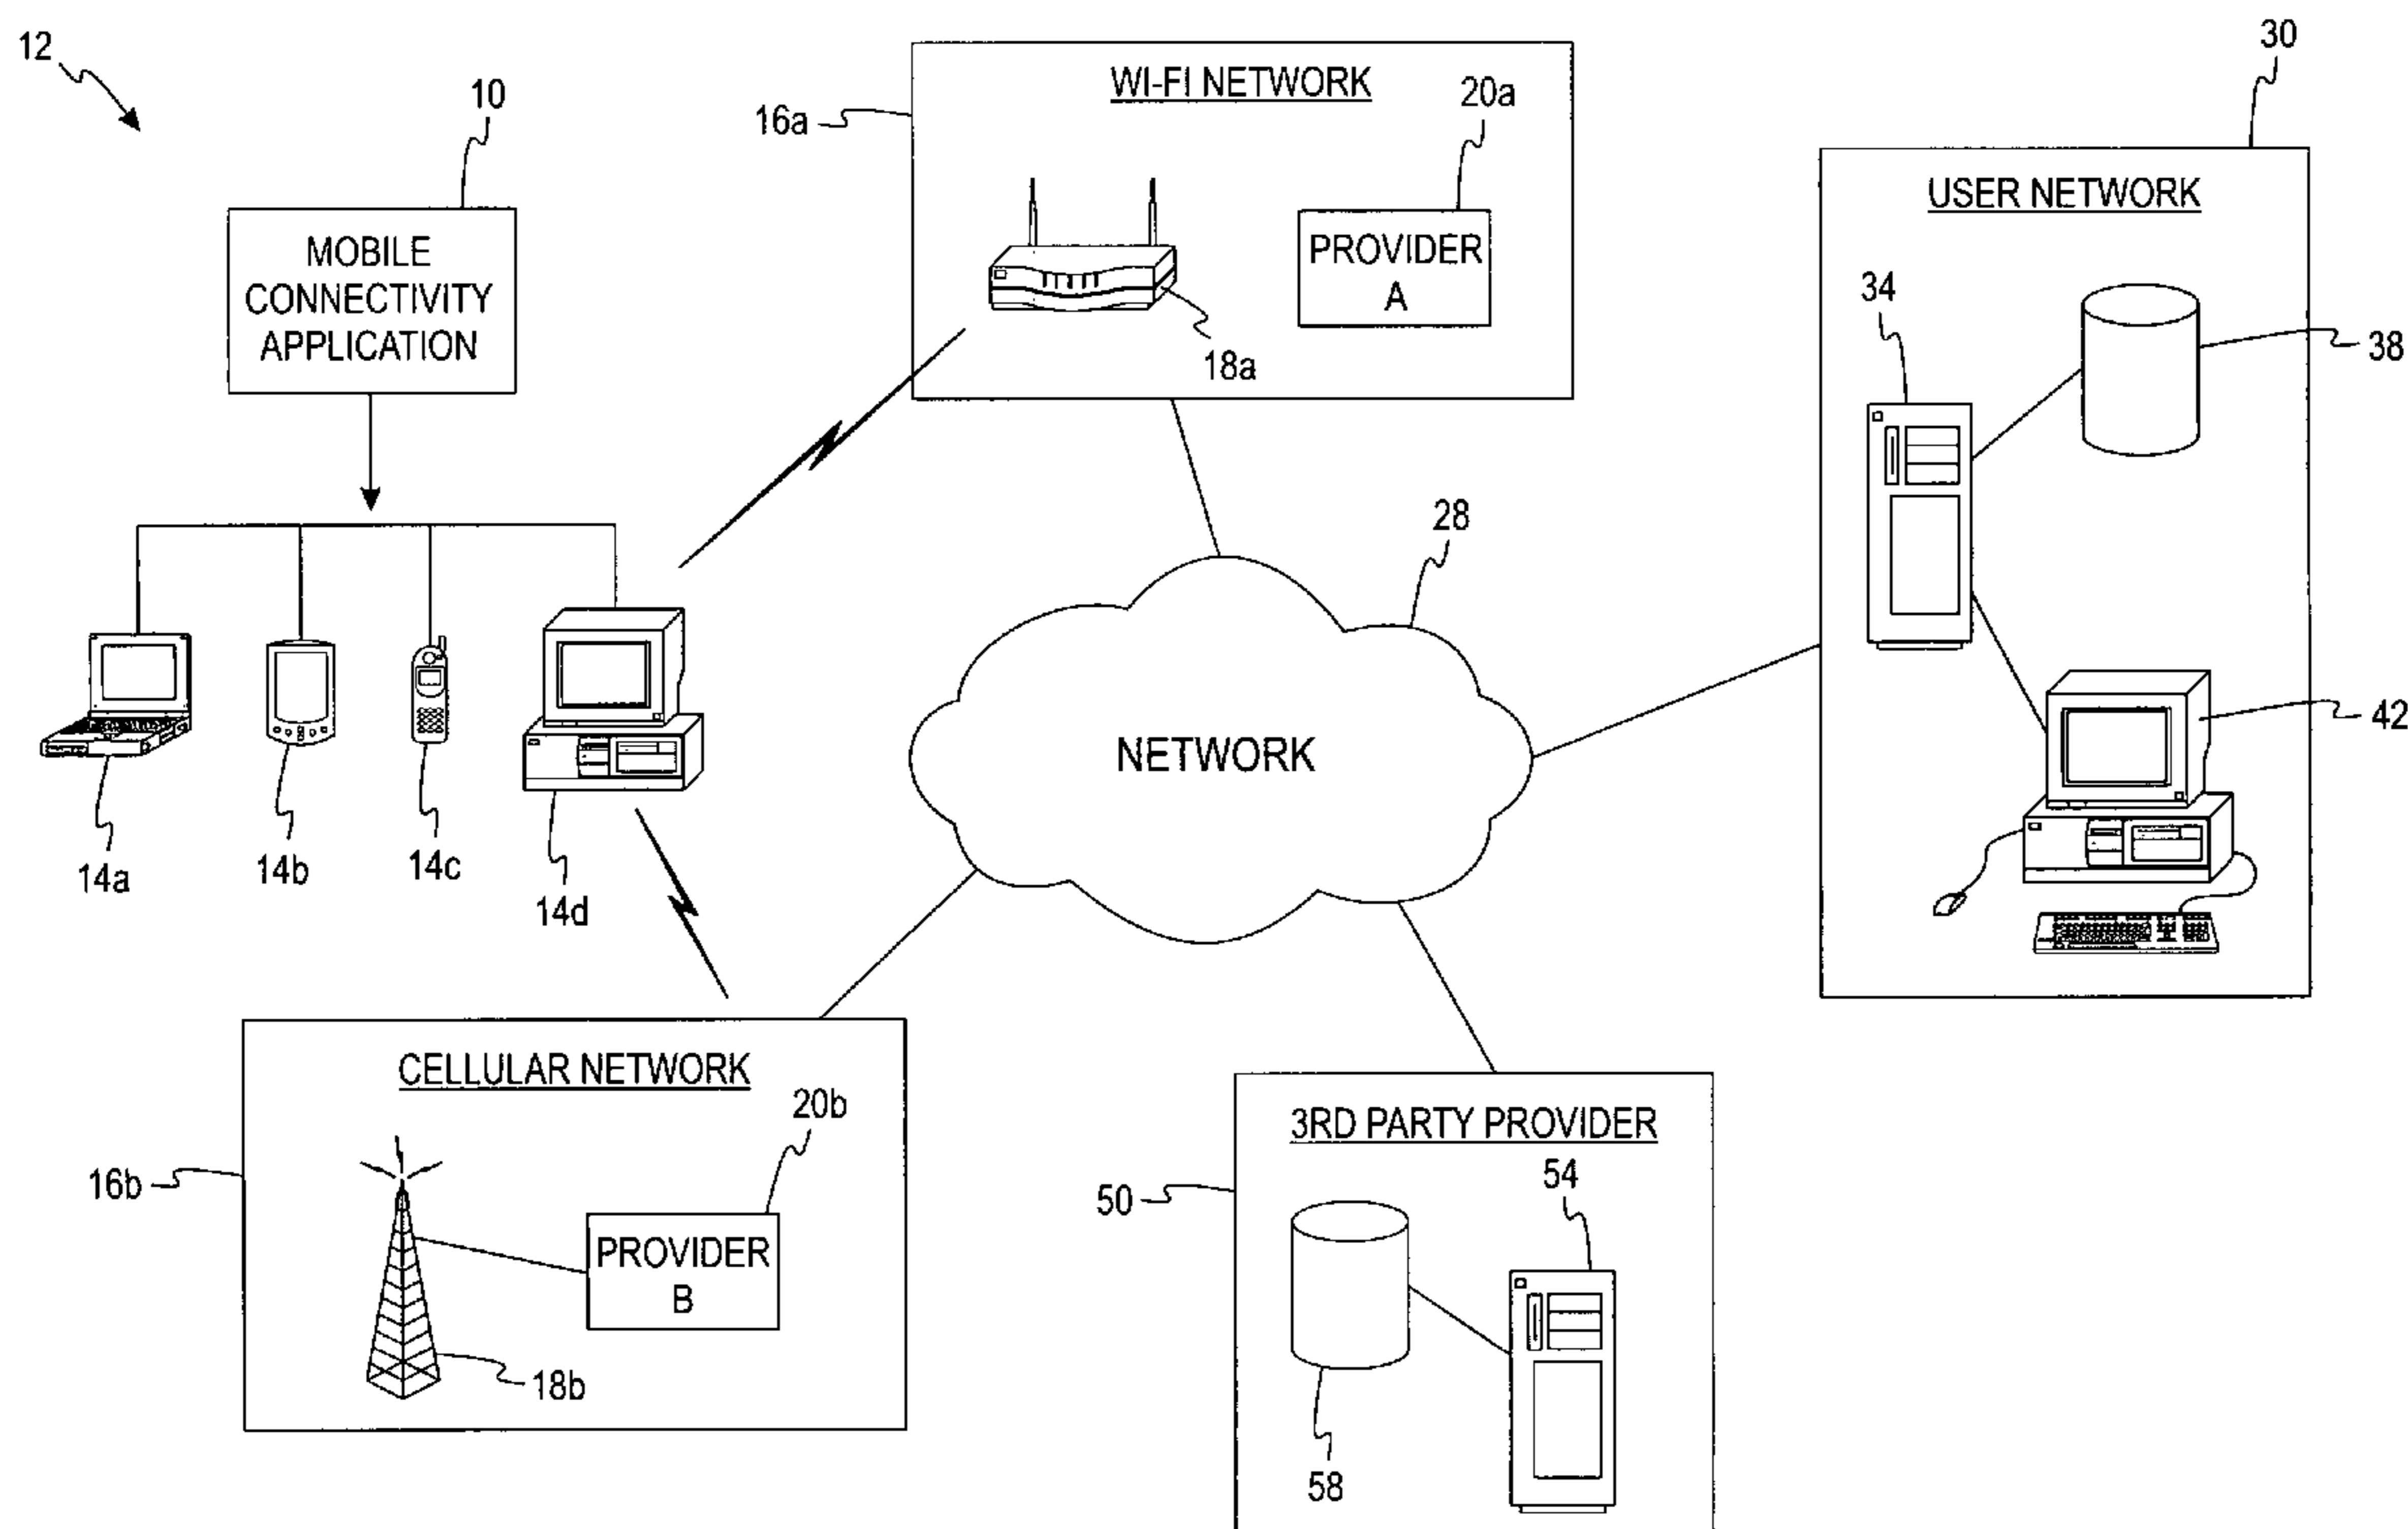 12
10
MOBILE
CONNECTIVITY
APPLICATION
14a
14b
14c
14d
WI-FI NETWORK
16a
20a
PROVIDER
A
18a
30
USER NETWORK
34
38
42
28
NETWORK
CELLULAR NETWORK
16b
20b
PROVIDER
B
18b
3RD PARTY PROVIDER
50
54
58